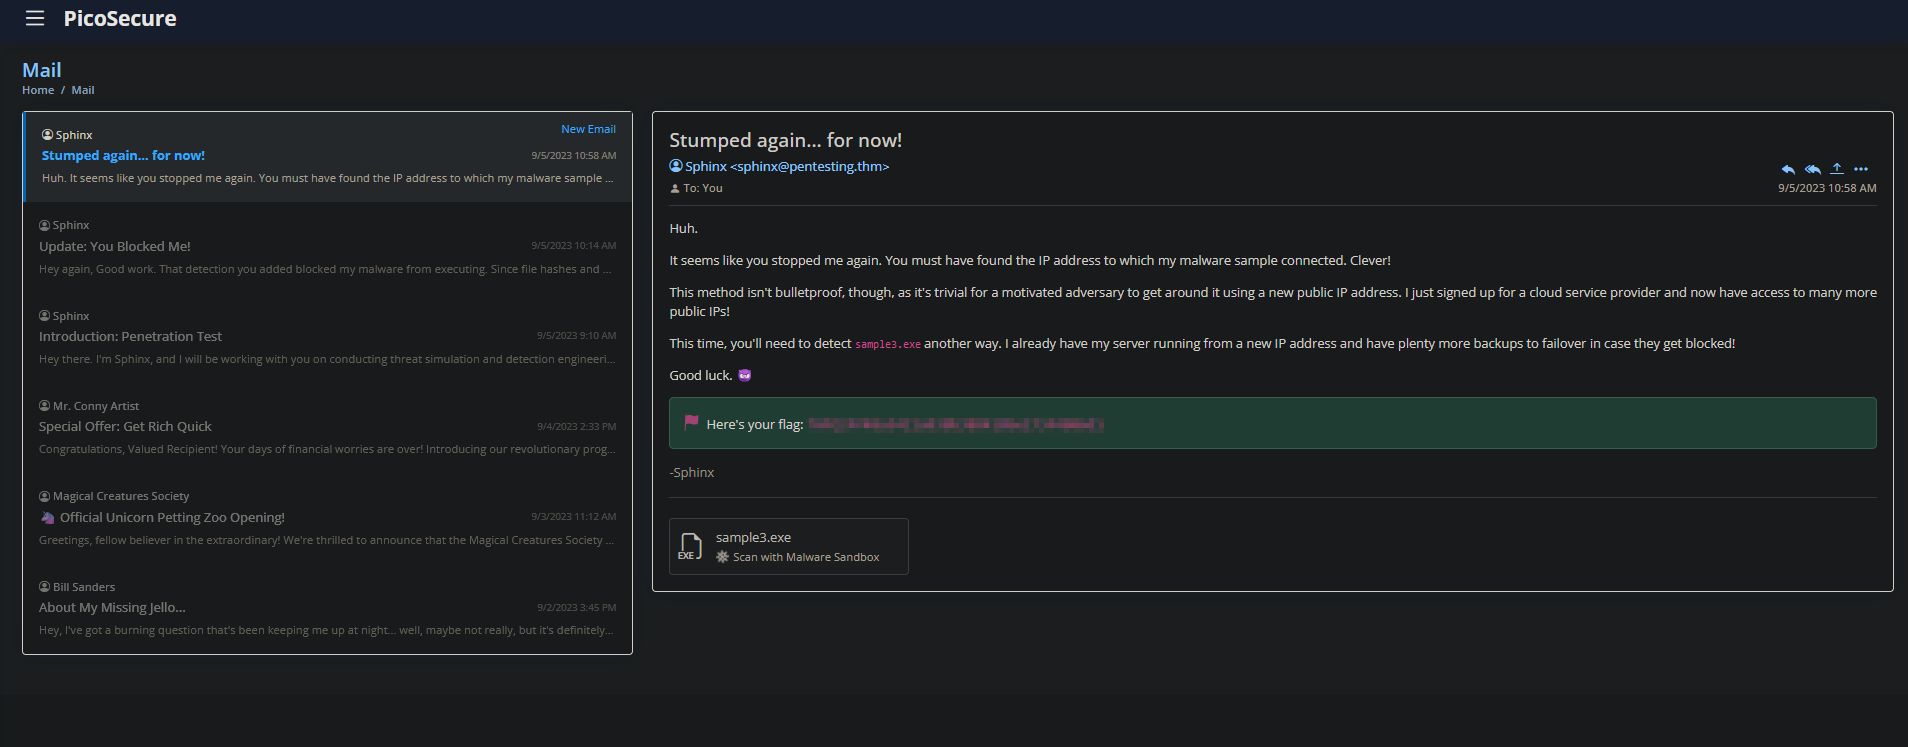 PicoSecure
Mail
Home / Mail
Sphinx
New Email
Stumped again... for now!
9/5/2023 10:58 AM
Huh. It seems like you stopped me again. You must have found the IP address to which my malware sample ...
Sphinx
Update: You Blocked Me!
9/5/2023 10:14 AM
Hey again, Good work. That detection you added blocked my malware from executing. Since file hashes and ...
Sphinx
Introduction: Penetration Test
9/5/2023 9:10 AM
Hey there. I'm Sphinx, and I will be working with you on conducting threat simulation and detection engineeri...
Mr. Conny Artist
Special Offer: Get Rich Quick
9/4/2023 2:33 PM
Congratulations, Valued Recipient! Your days of financial worries are over! Introducing our revolutionary prog...
Magical Creatures Society
🦄 Official Unicorn Petting Zoo Opening!
9/3/2023 11:12 AM
Greetings, fellow believer in the extraordinary! We're thrilled to announce that the Magical Creatures Society ...
Bill Sanders
About My Missing Jello...
9/2/2023 3:45 PM
Hey, I've got a burning question that's been keeping me up at night... well, maybe not really, but it's definitely...
Stumped again... for now!
Sphinx <sphinx@pentesting.thm>
To: You
9/5/2023 10:58 AM
Huh.
It seems like you stopped me again. You must have found the IP address to which my malware sample connected. Clever!
This method isn't bulletproof, though, as it's trivial for a motivated adversary to get around it using a new public IP address. I just signed up for a cloud service provider and now have access to many more
public IPs!
This time, you'll need to detect sample3.exe another way. I already have my server running from a new IP address and have plenty more backups to failover in case they get blocked!
Good luck. 😈
Here's your flag:
-Sphinx
EXE
sample3.exe
Scan with Malware Sandbox